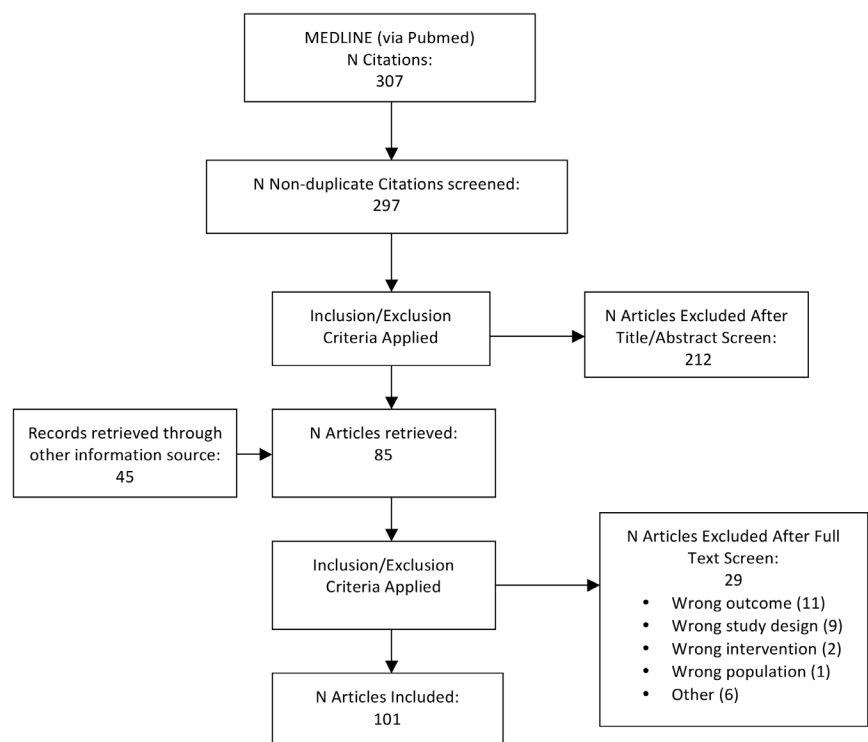 MEDLINE (via Pubmed)
N Citations:
307
N Non-duplicate Citations screened:
297
Inclusion/Exclusion
Criteria Applied
N Articles Excluded After
Title/Abstract Screen:
212
Records retrieved through
other information source:
45
N Articles retrieved:
85
Inclusion/Exclusion
Criteria Applied
N Articles Excluded After Full
Text Screen:
29
• Wrong outcome (11)
• Wrong study design (9)
• Wrong intervention (2)
• Wrong population (1)
• Other (6)
N Articles Included:
101